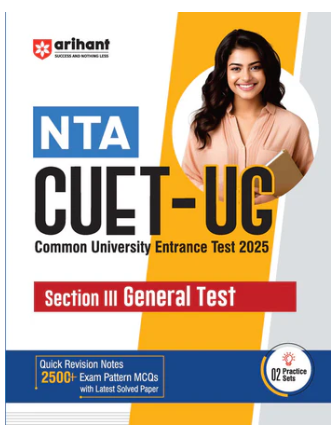 arihant
SUCCESS AND NOTHING LESS
NTA
CUET-UG
Common University Entrance Test 2025
Section III General Test
Quick Revision Notes
2500+ Exam Pattern MCQs
with Latest Solved Paper
02 Practice
Sets